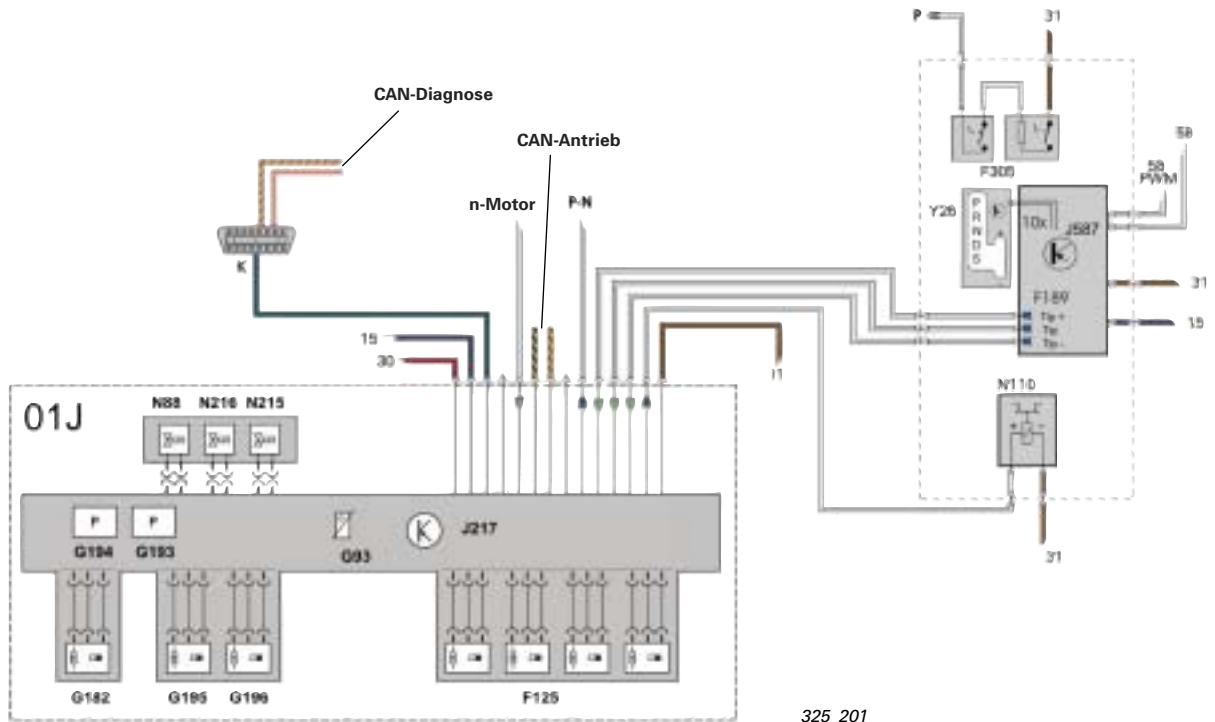 P
31
CAN-Diagnose
CAN-Antrieb
n-Motor
P-N
58
58
PWM
F305
Y26
P
R
N
D
S
10x
J587
K
F189
31
15
Tip +
Tip
Tip -
15
30
N110
01J
N88 N216 N215
P
P
J217
G194 G193
G93
31
G182
G195 G196
F125
325_201